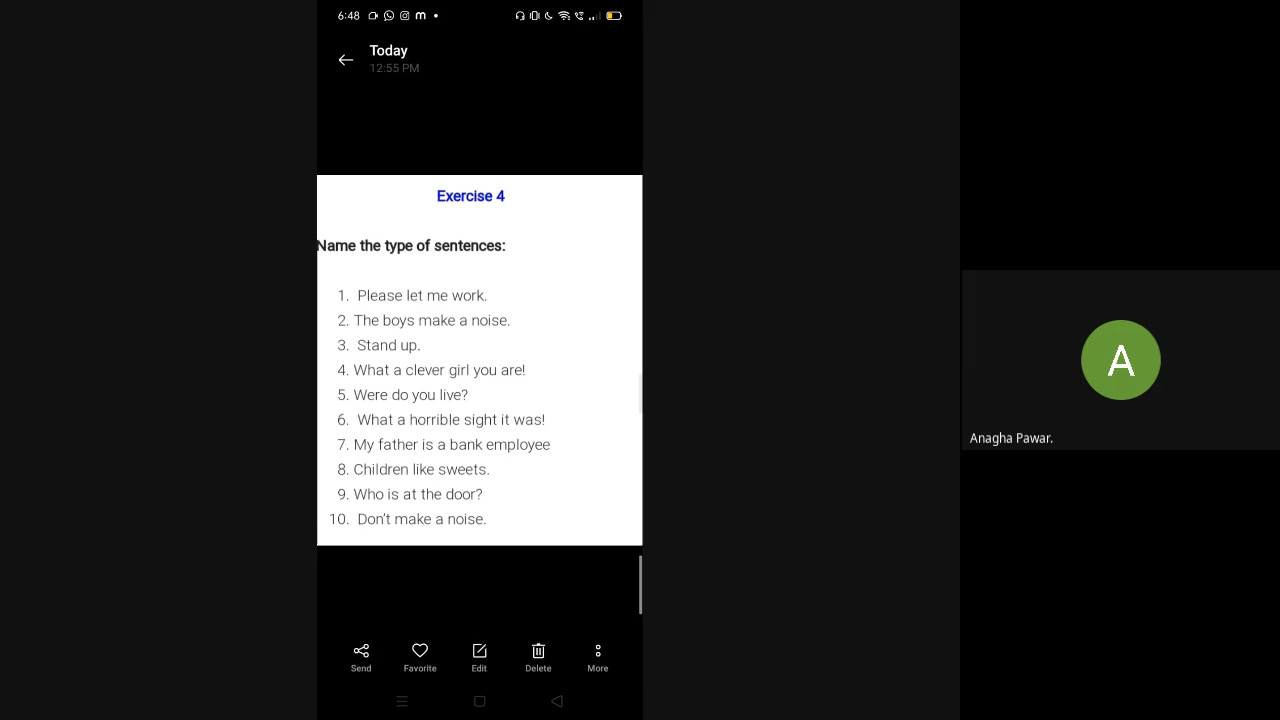 6:48
Today
12:55 PM
Exercise 4
Name the type of sentences:
1. Please let me work.
2. The boys make a noise.
3. Stand up.
4. What a clever girl you are!
5. Were do you live?
6. What a horrible sight it was!
7. My father is a bank employee
8. Children like sweets.
9. Who is at the door?
10. Don't make a noise.
Send Favorite Edit Delete More
A
Anagha Pawar.